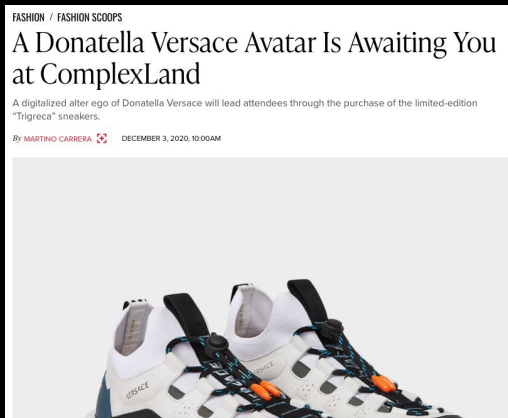 FASHION / FASHION SCOOPS
A Donatella Versace Avatar Is Awaiting You
at ComplexLand
A digitalized alter ego of Donatella Versace will lead attendees through the purchase of the limited-edition
"Trigreca" sneakers.
By MARTINO CARRERA DECEMBER 3, 2020, 10:00AM
VERSACE
VERSACE